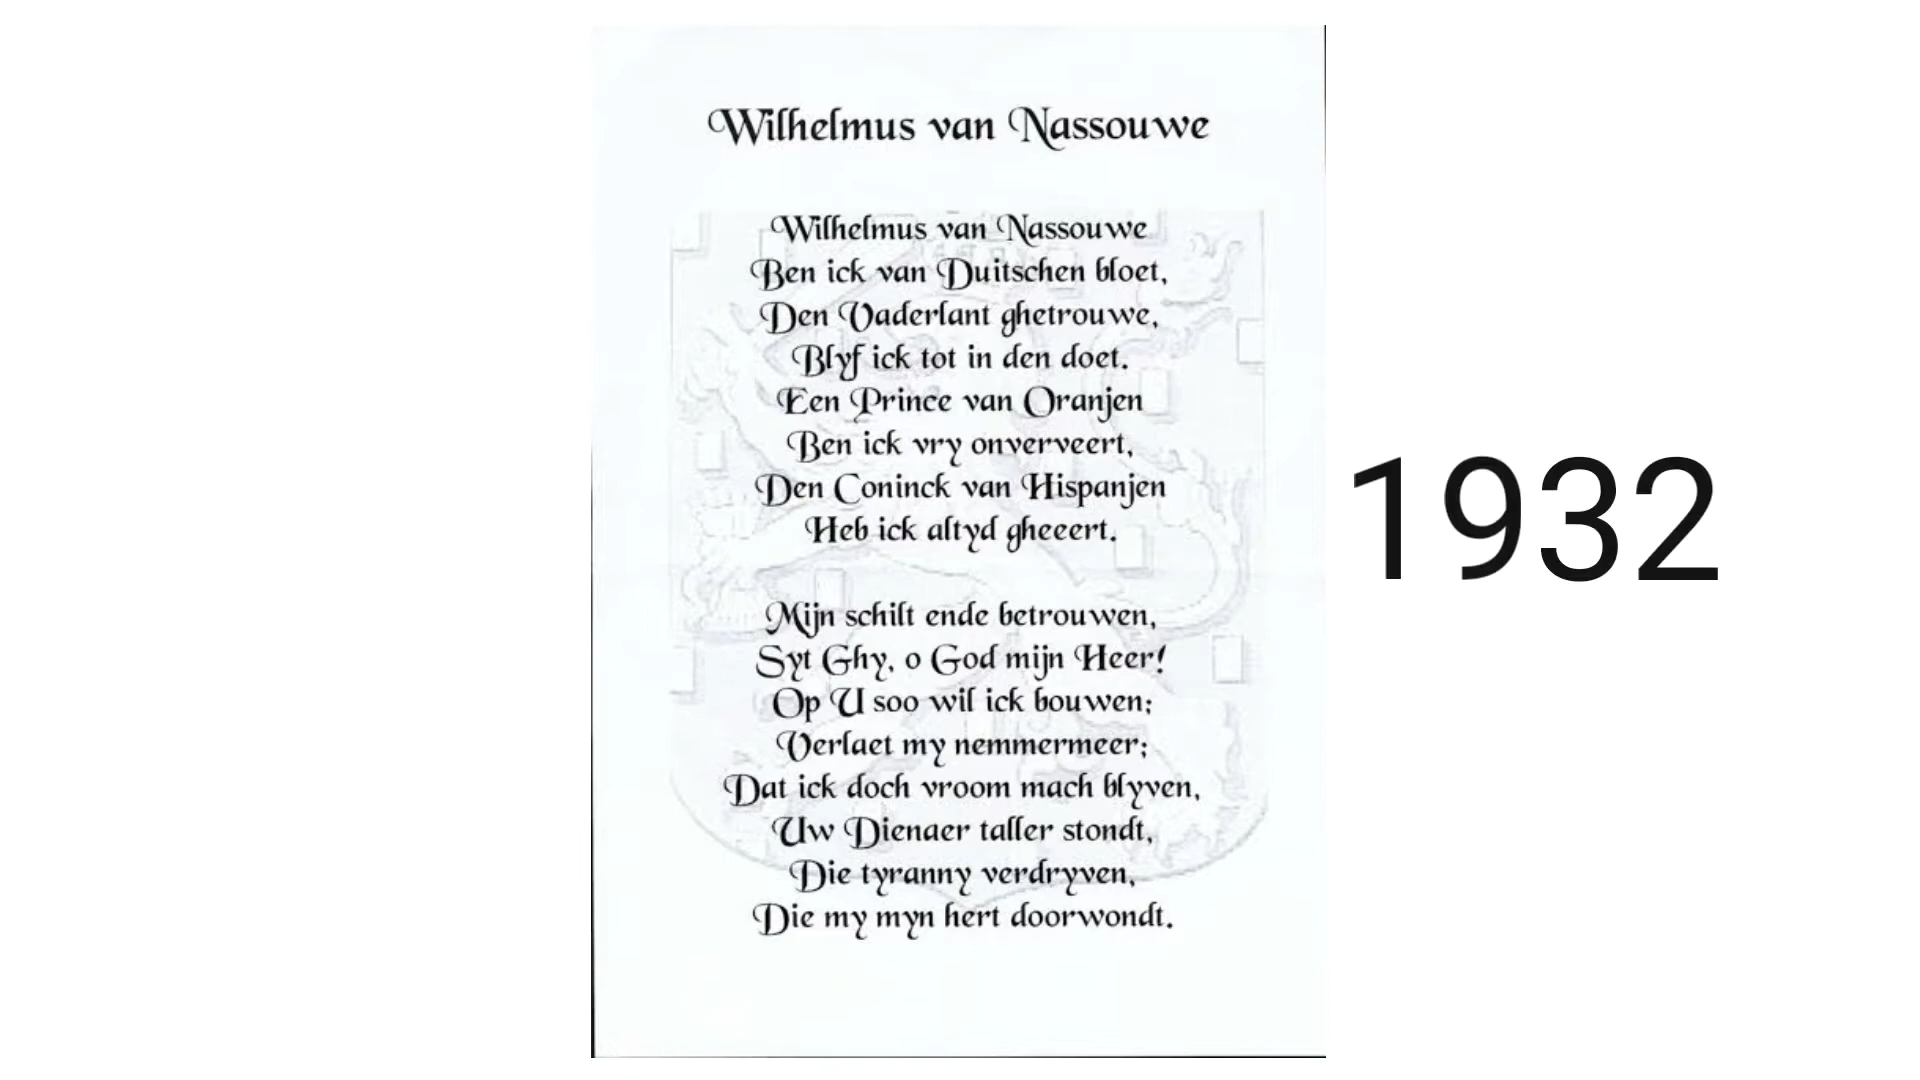 Wilhelmus van Nassouwe
Wilhelmus van Nassouwe
Ben ick van Duitschen bloet,
Den Vaderlant ghetrouwe,
Blyf ick tot in den doet.
Een Prince van Oranjen
Ben ick vry onverveert,
Den Coninck van Hispanjen
Heb ick altyd gheeert.
Mijn schilt ende betrouwen,
Syt Ghy, o God mijn Heer!
Op U soo wil ick bouwen;
Verlaet my nemmermeer;
Dat ick doch vroom mach blyven,
Uw Dienaer taller stondt,
Die tyranny verdryven,
Die my myn hert doorwondt.
1932